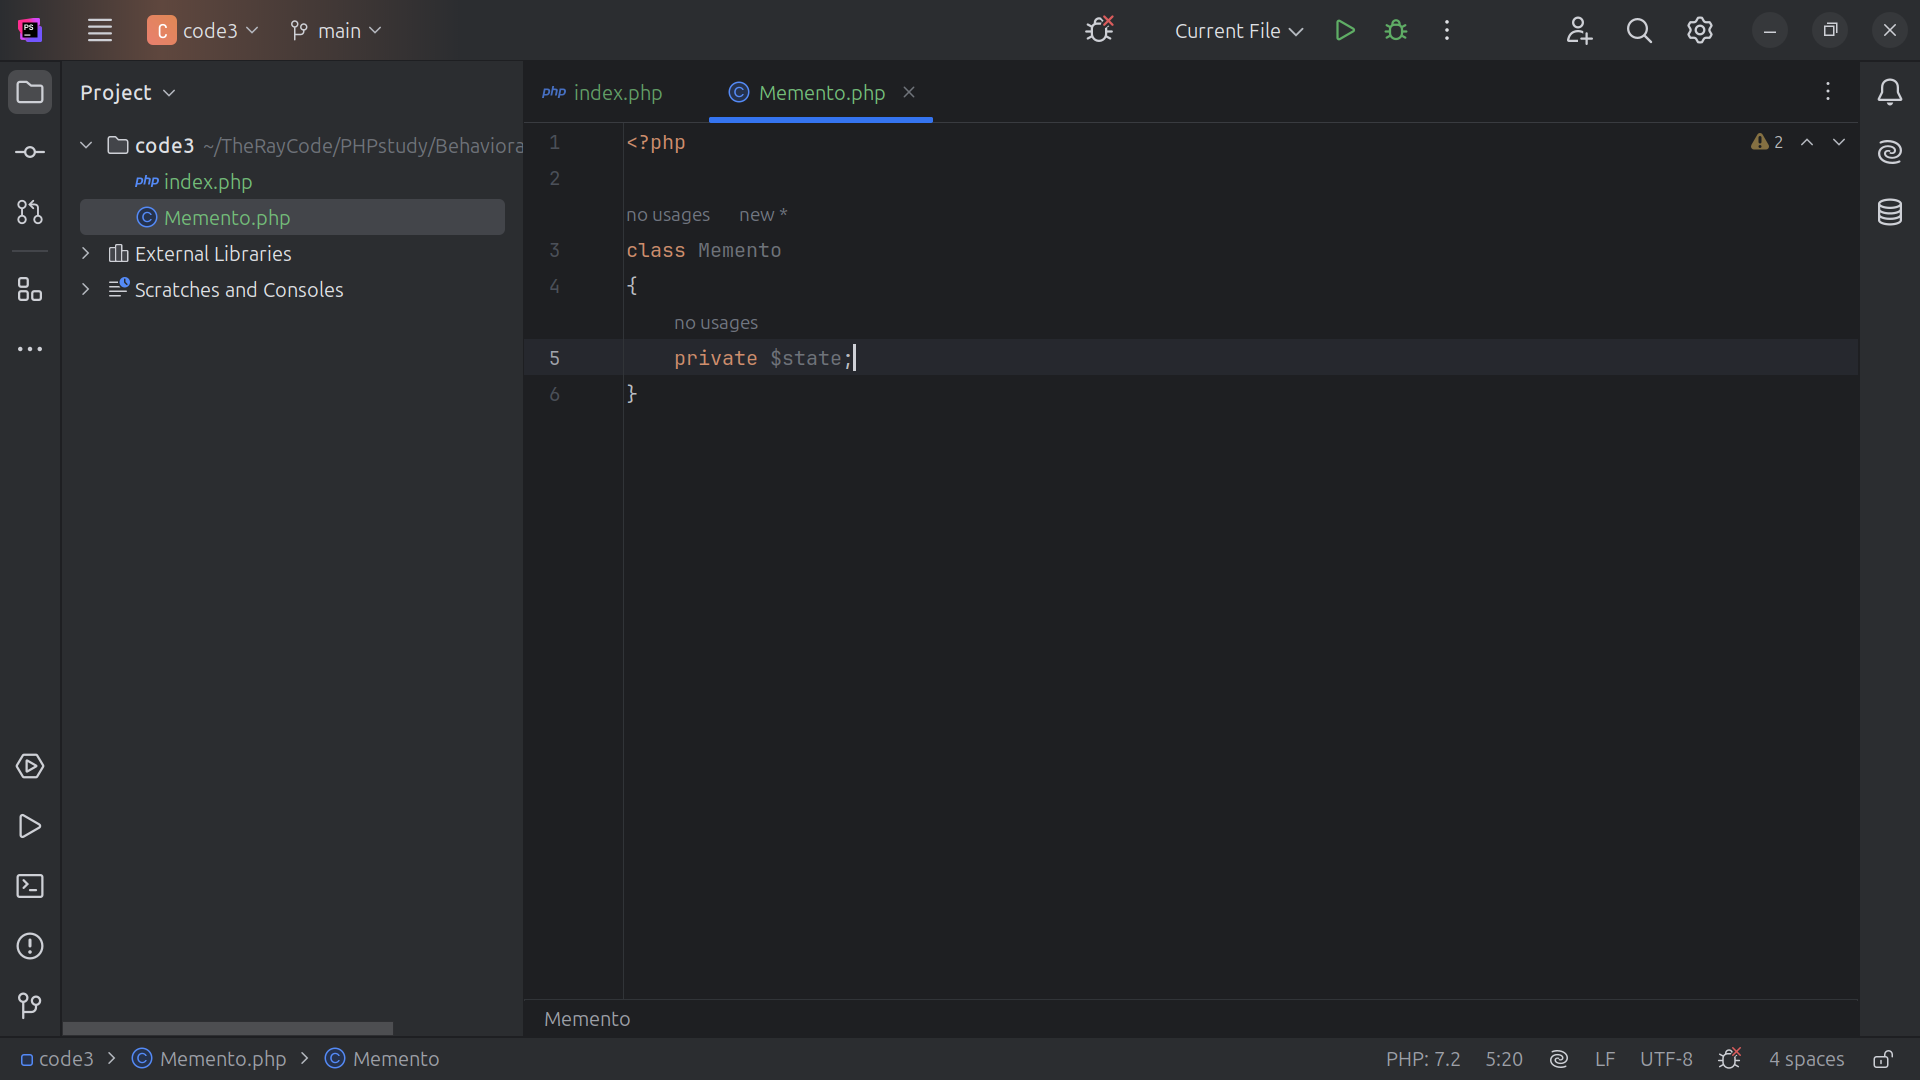 PS
C code3 main Current File
Project
code3 ~/TheRayCode/PHPstudy/Behaviora
php index.php
C Memento.php
External Libraries
Scratches and Consoles
php index.php C Memento.php
1 <?php
2
no usages new *
3 class Memento
4 {
no usages
5 private $state;
6 }
2
Memento
code3 > C Memento.php > C Memento
PHP: 7.2 5:20 LF UTF-8 4 spaces